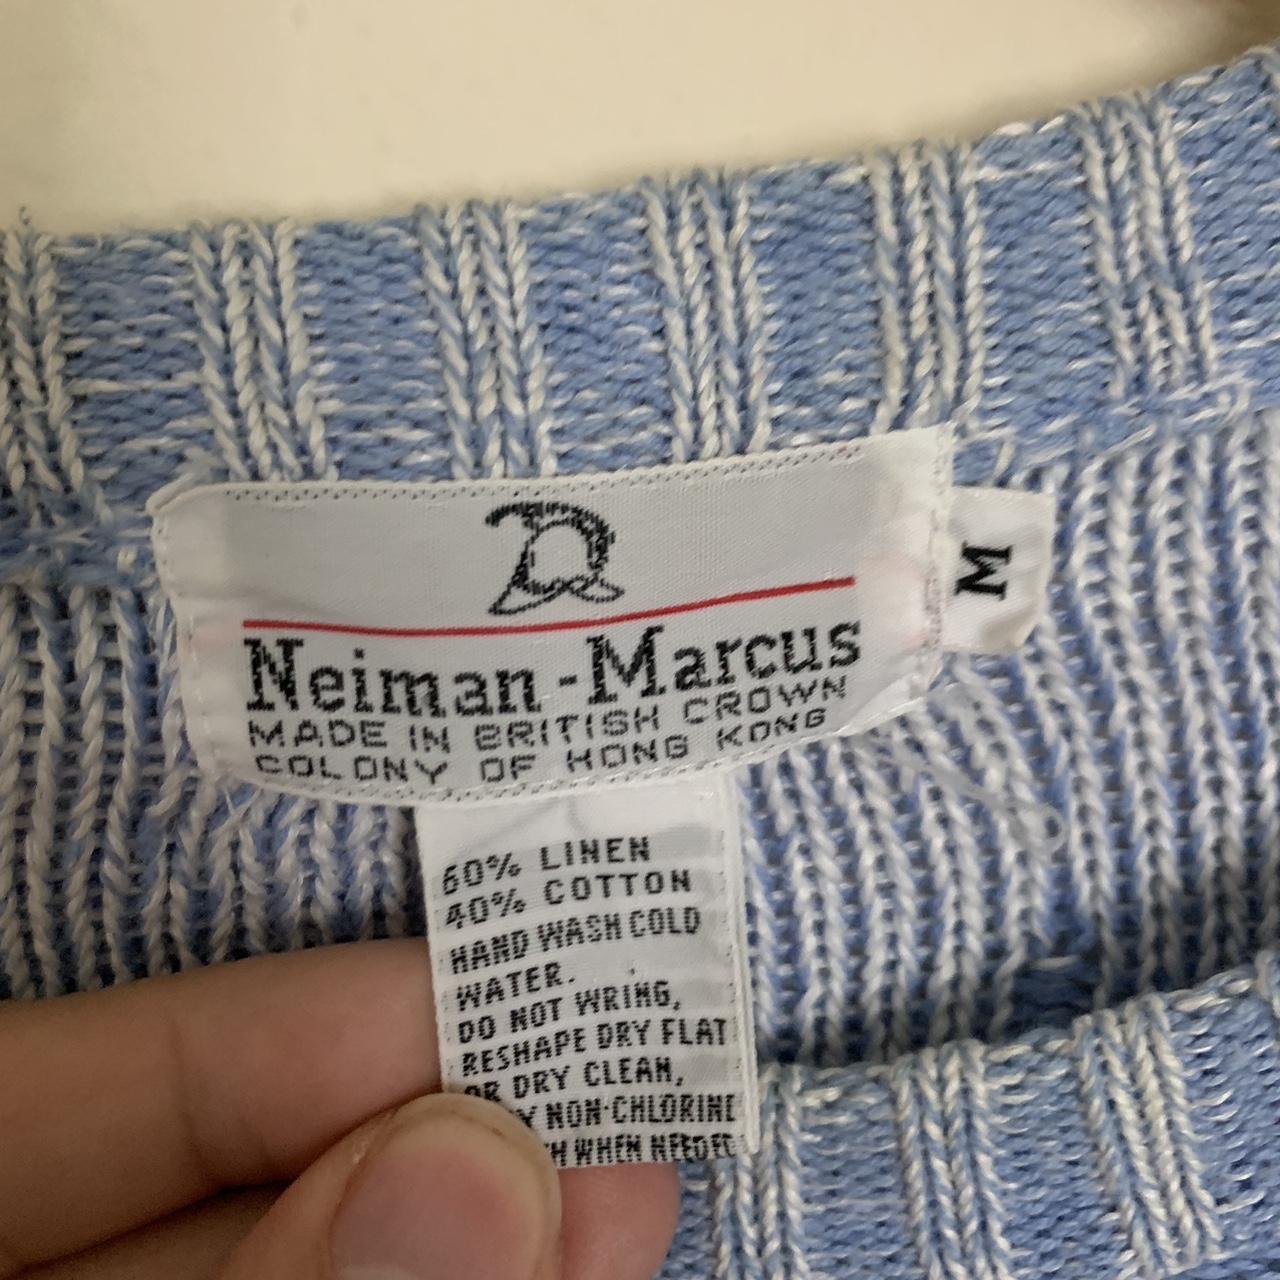 Neiman-Marcus
MADE IN BRITISH CROWN
COLONY OF HONG KONG
M
60% LINEN
40% COTTON
HAND WASH COLD
WATER.
DO NOT WRING,
RESHAPE DRY FLAT
OR DRY CLEAN,
NON-CHLORINE
WHEN NEEDED